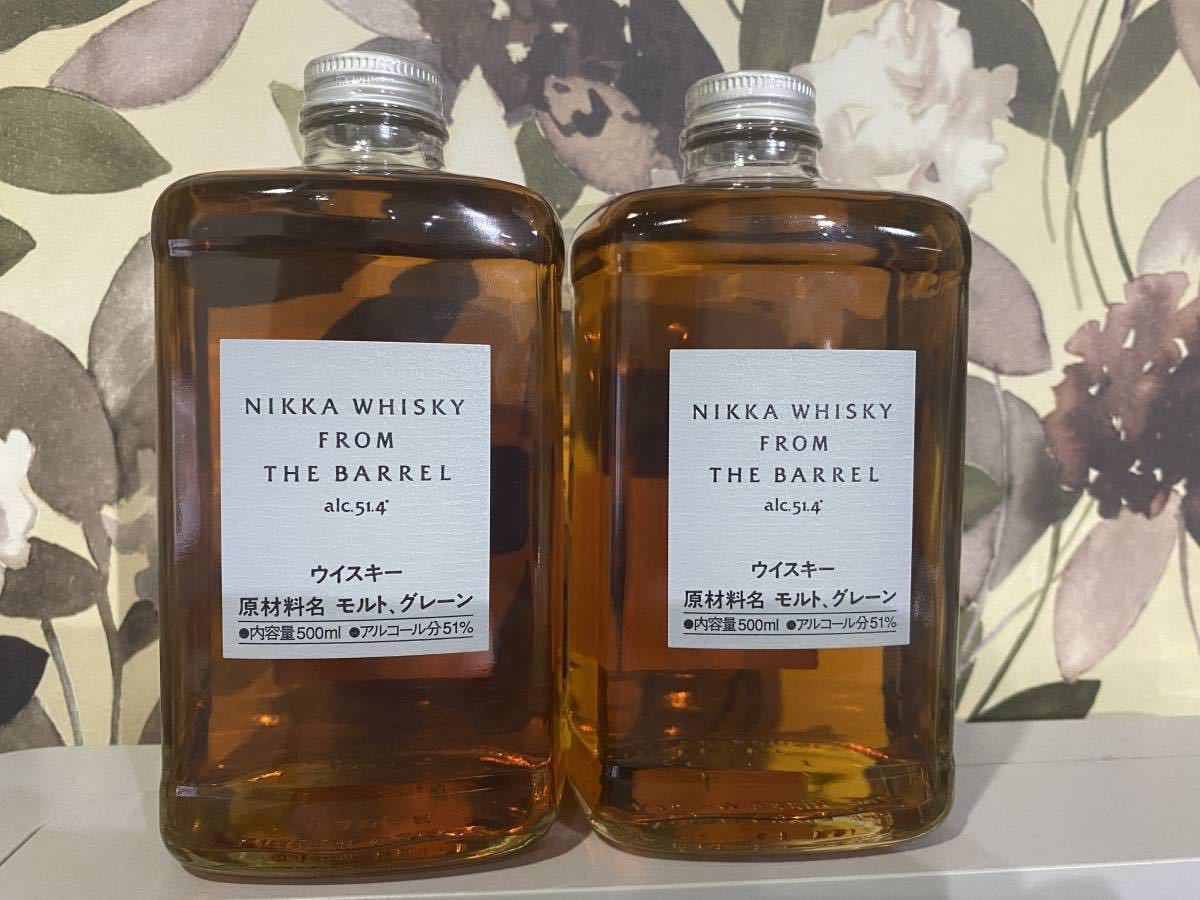 NIKKA WHISKY
FROM
THE BARREL
alc.51.4°
ウイスキー
原材料名 モルト、グレーン
●内容量500ml ●アルコール分51%
NIKKA WHISKY
FROM
THE BARREL
alc.51.4°
ウイスキー
原材料名 モルト、グレーン
●内容量500ml ●アルコール分51%